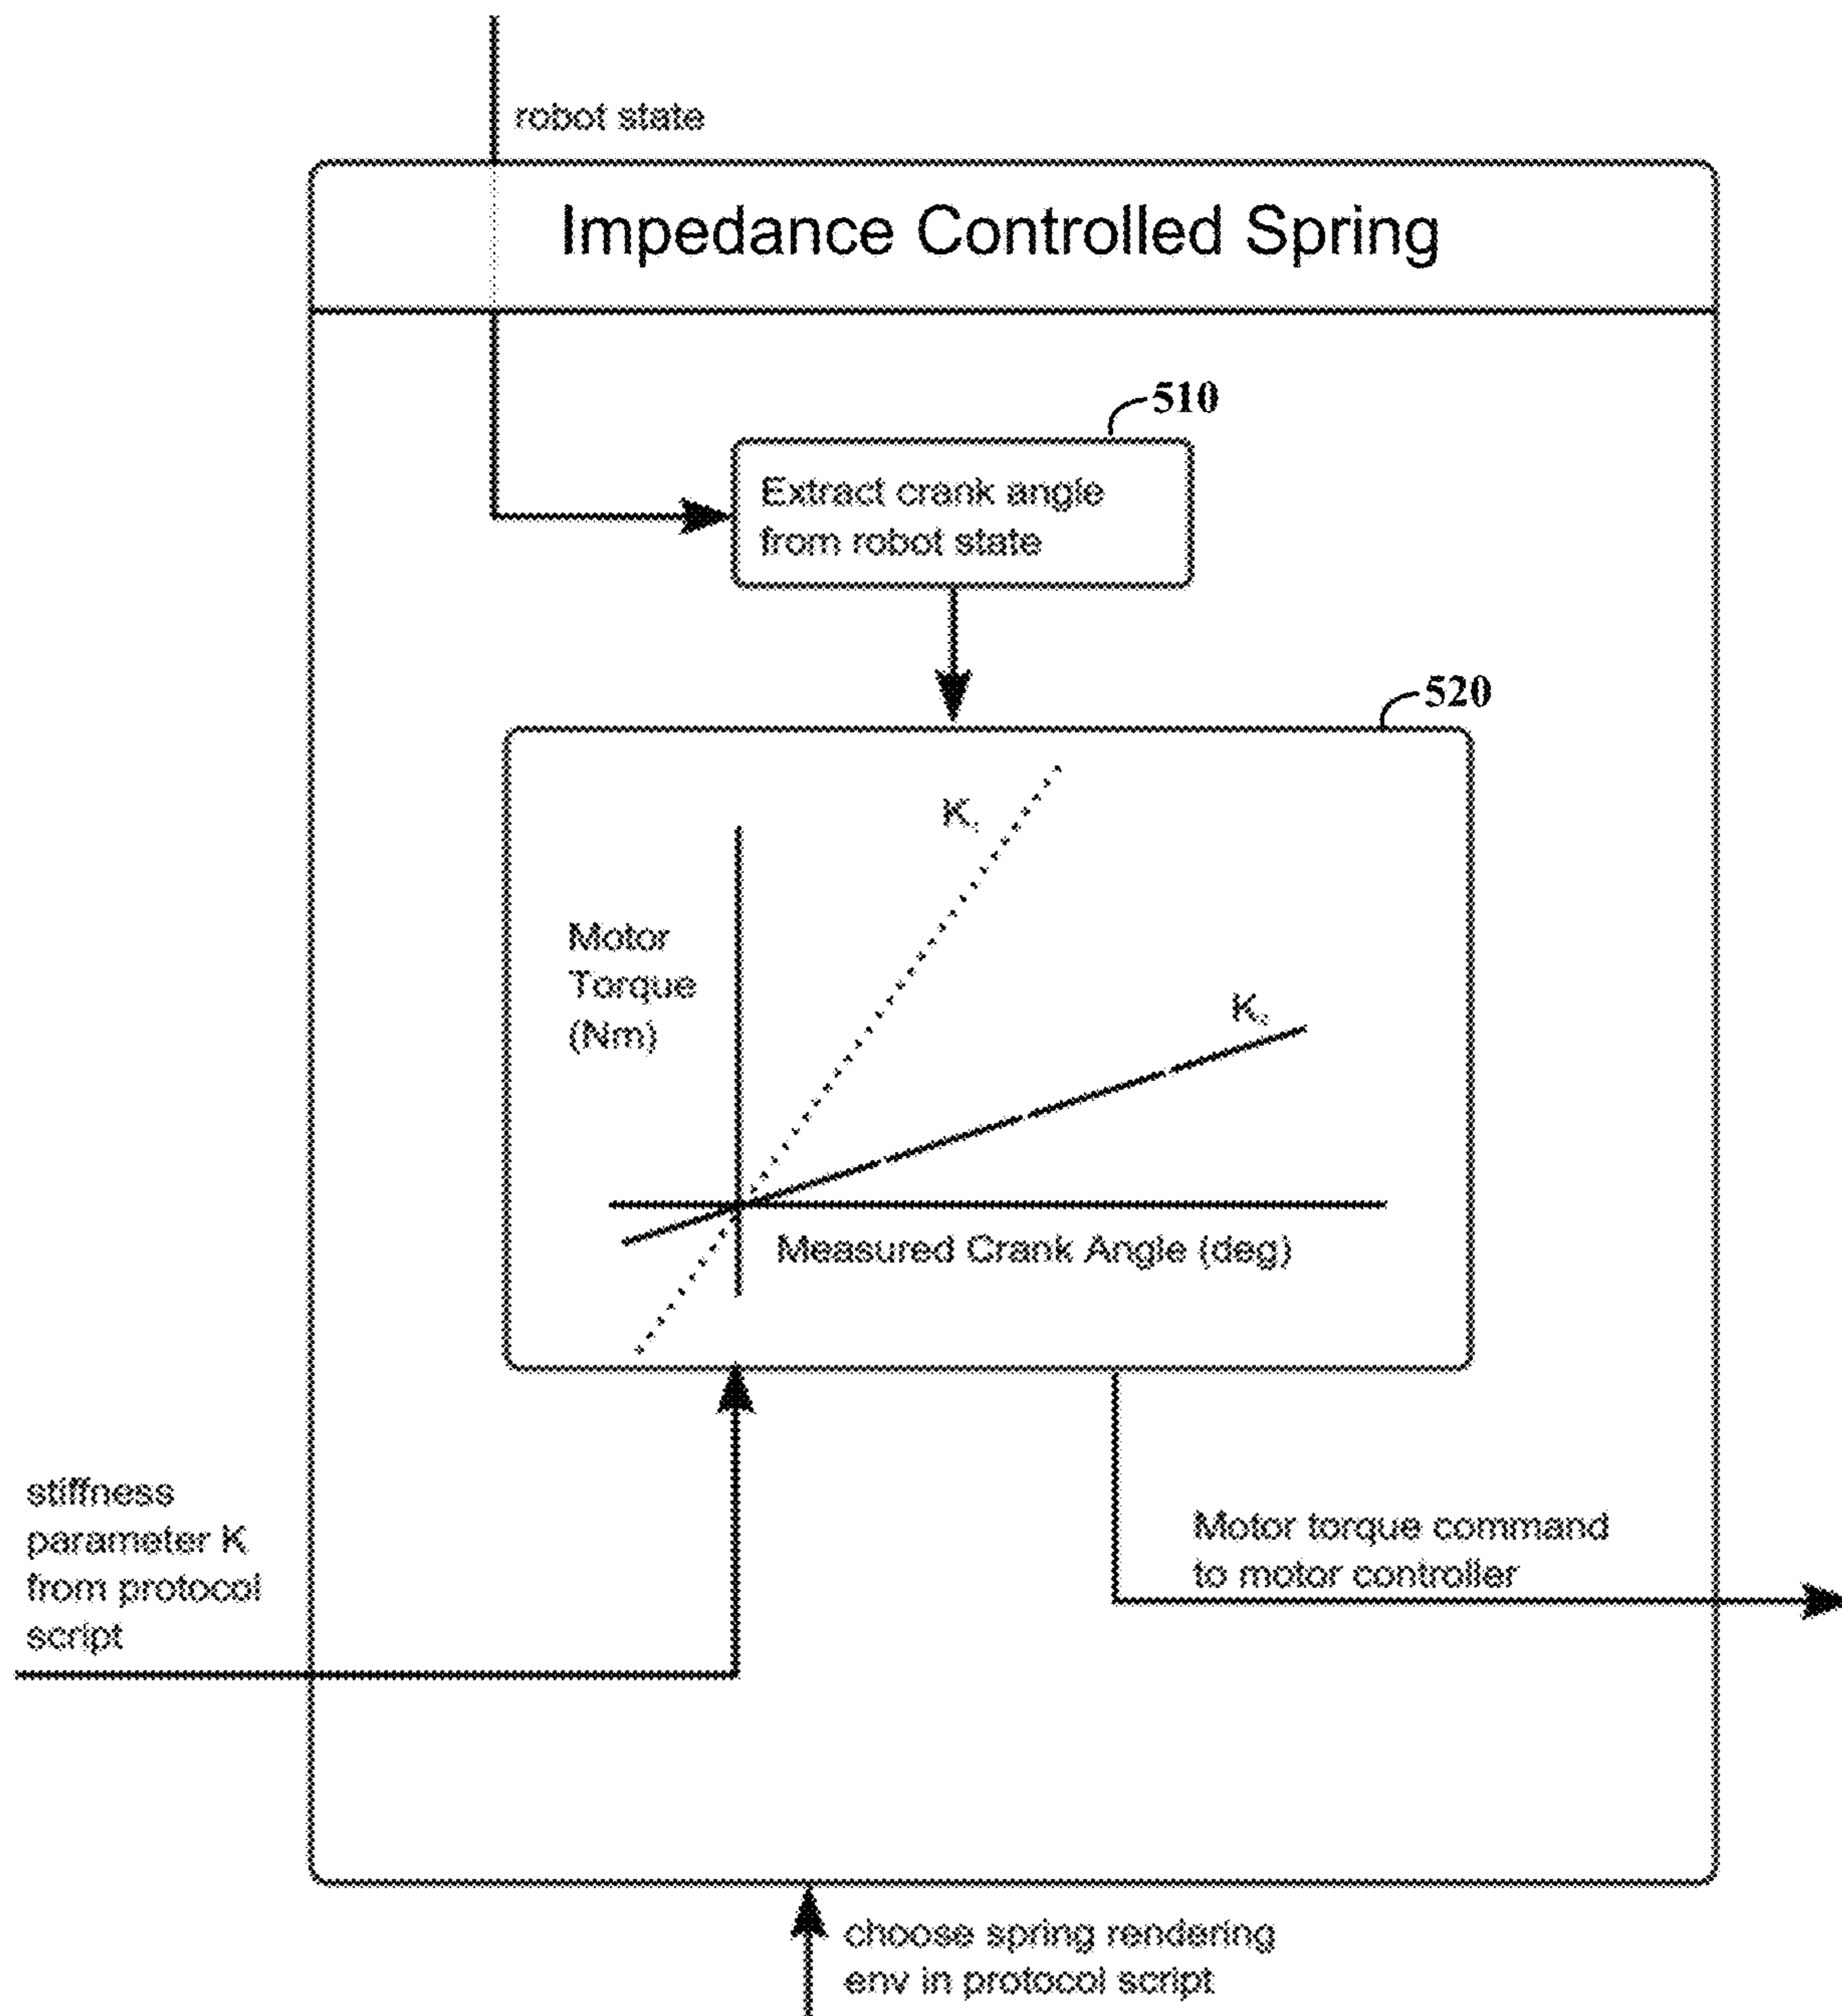 robot state
Impedance Controlled Spring
510
Extract crank angle
from robot state
520
K
Motor
Torque
(Nm)
K
Measured Crank Angle (deg)
stiffness
parameter K
from protocol
script
Motor torque command
to motor controller
choose spring rendering
env in protocol script